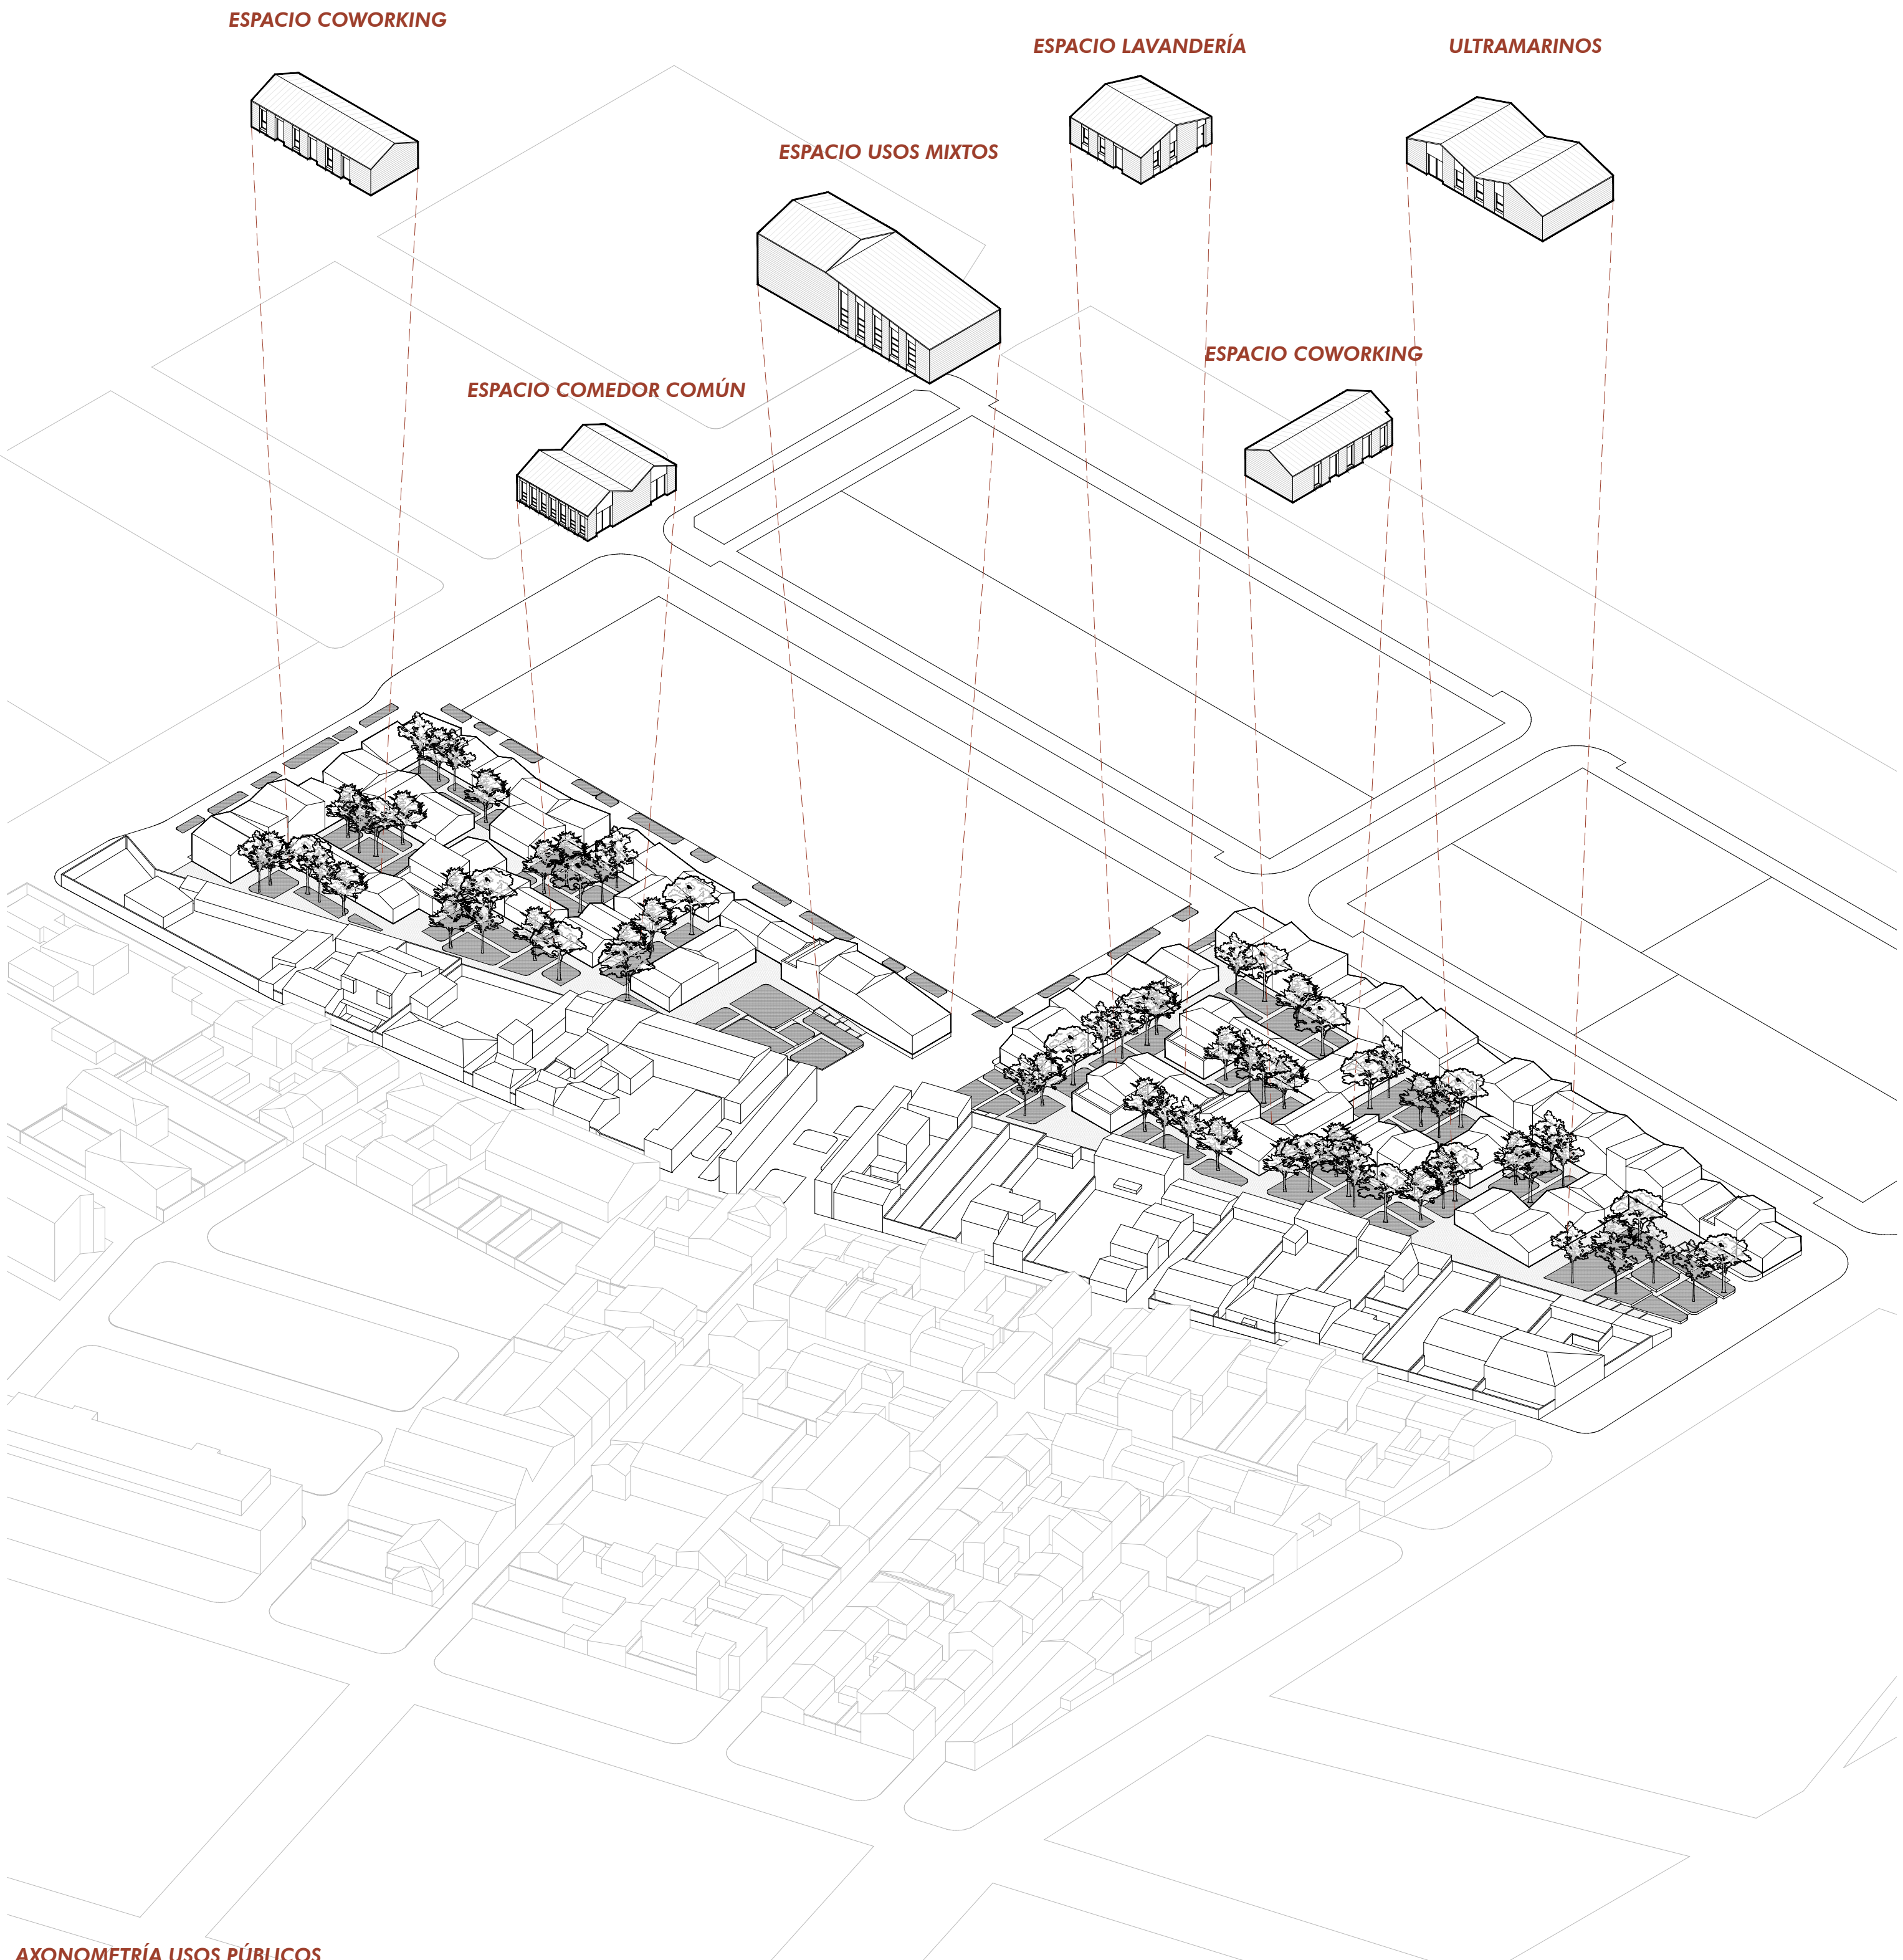 ESPACIO COWORKING
ESPACIO LAVANDERÍA
ULTRAMARINOS
ESPACIO USOS MIXTOS
ESPACIO COWORKING
ESPACIO COMEDOR COMÚN
AXONOMETRÍA USOS PÚBLICOS